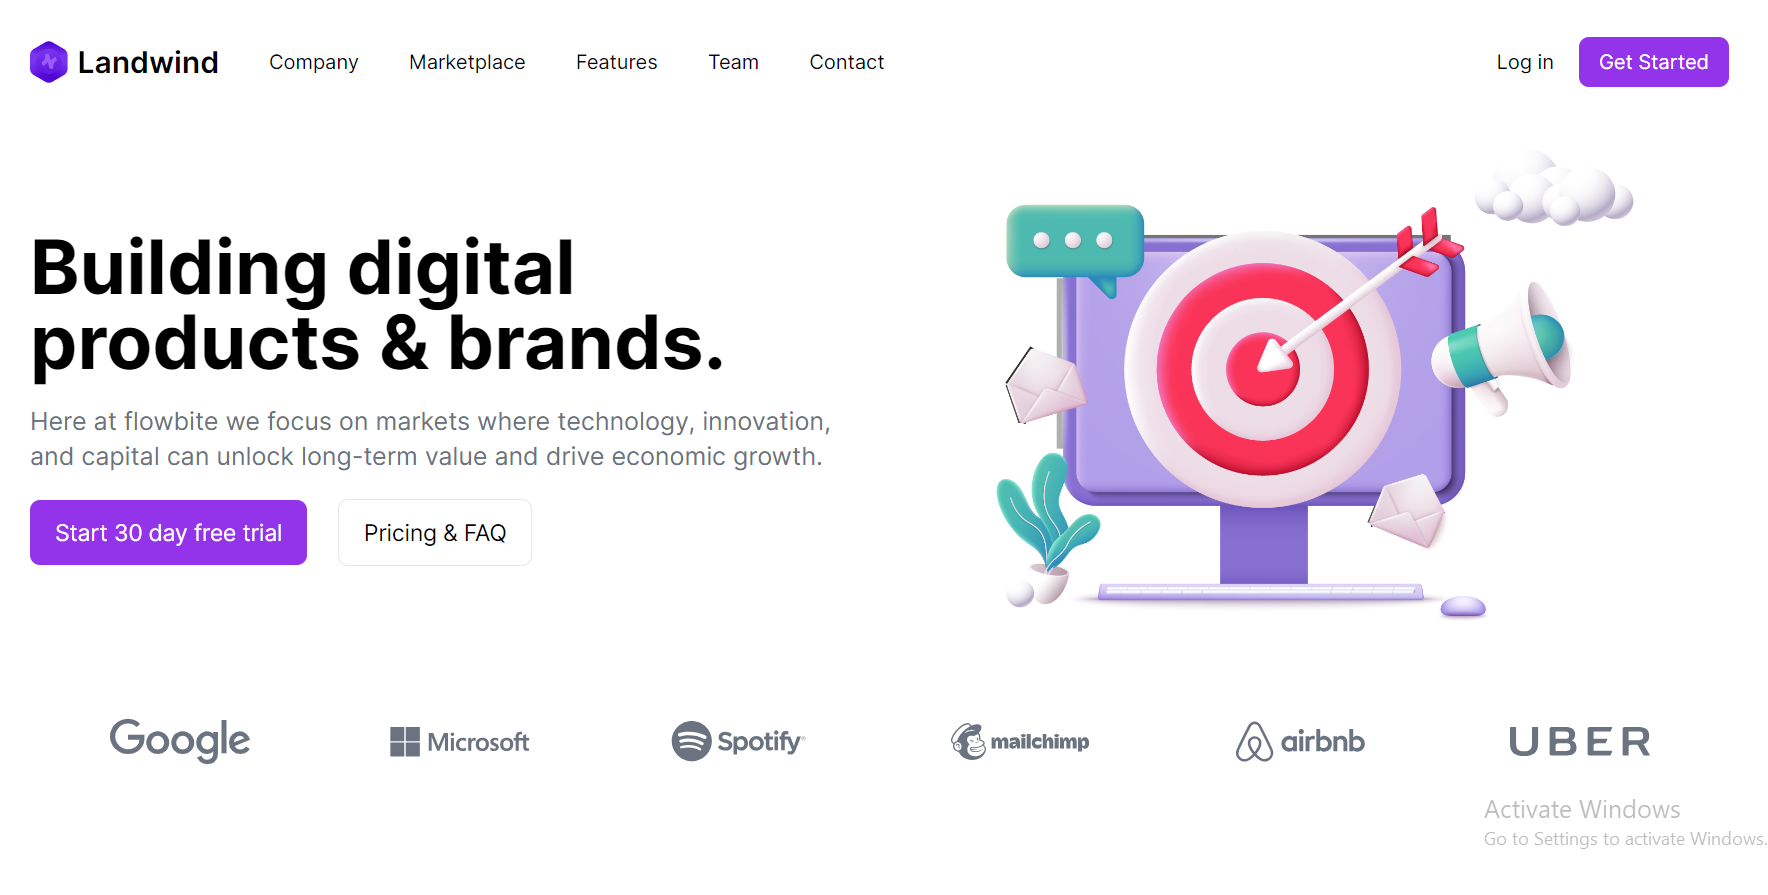 Landwind Company Marketplace Features Team Contact Log in Get Started
Building digital
products & brands.
Here at flowbite we focus on markets where technology, innovation,
and capital can unlock long-term value and drive economic growth.
Start 30 day free trial Pricing & FAQ
Google Microsoft Spotify® mailchimp airbnb UBER
Activate Windows
Go to Settings to activate Windows.